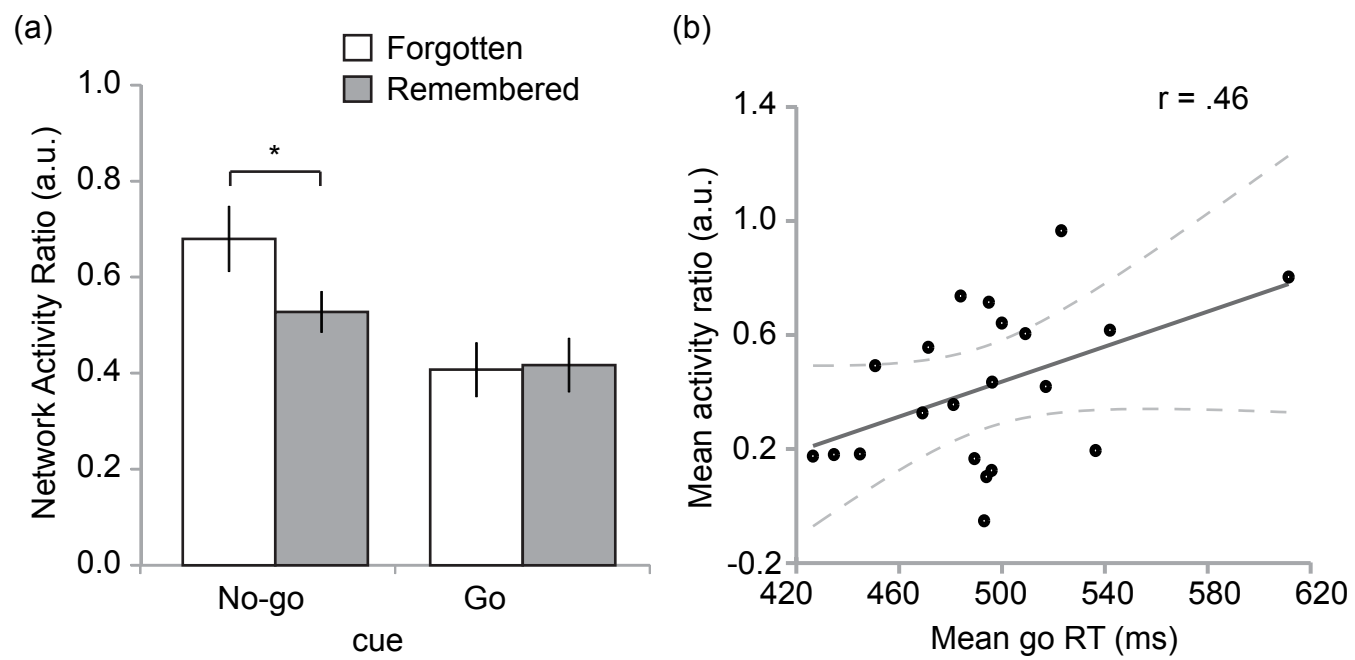 (a)
Forgotten
Remembered
Network Activity Ratio (a.u.)
1.0
0.8
0.6
0.4
0.2
0.0
*
No-go
Go
cue
(b)
r = .46
Mean activity ratio (a.u.)
1.4
1.0
0.6
0.2
-0.2
420 460 500 540 580 620
Mean go RT (ms)